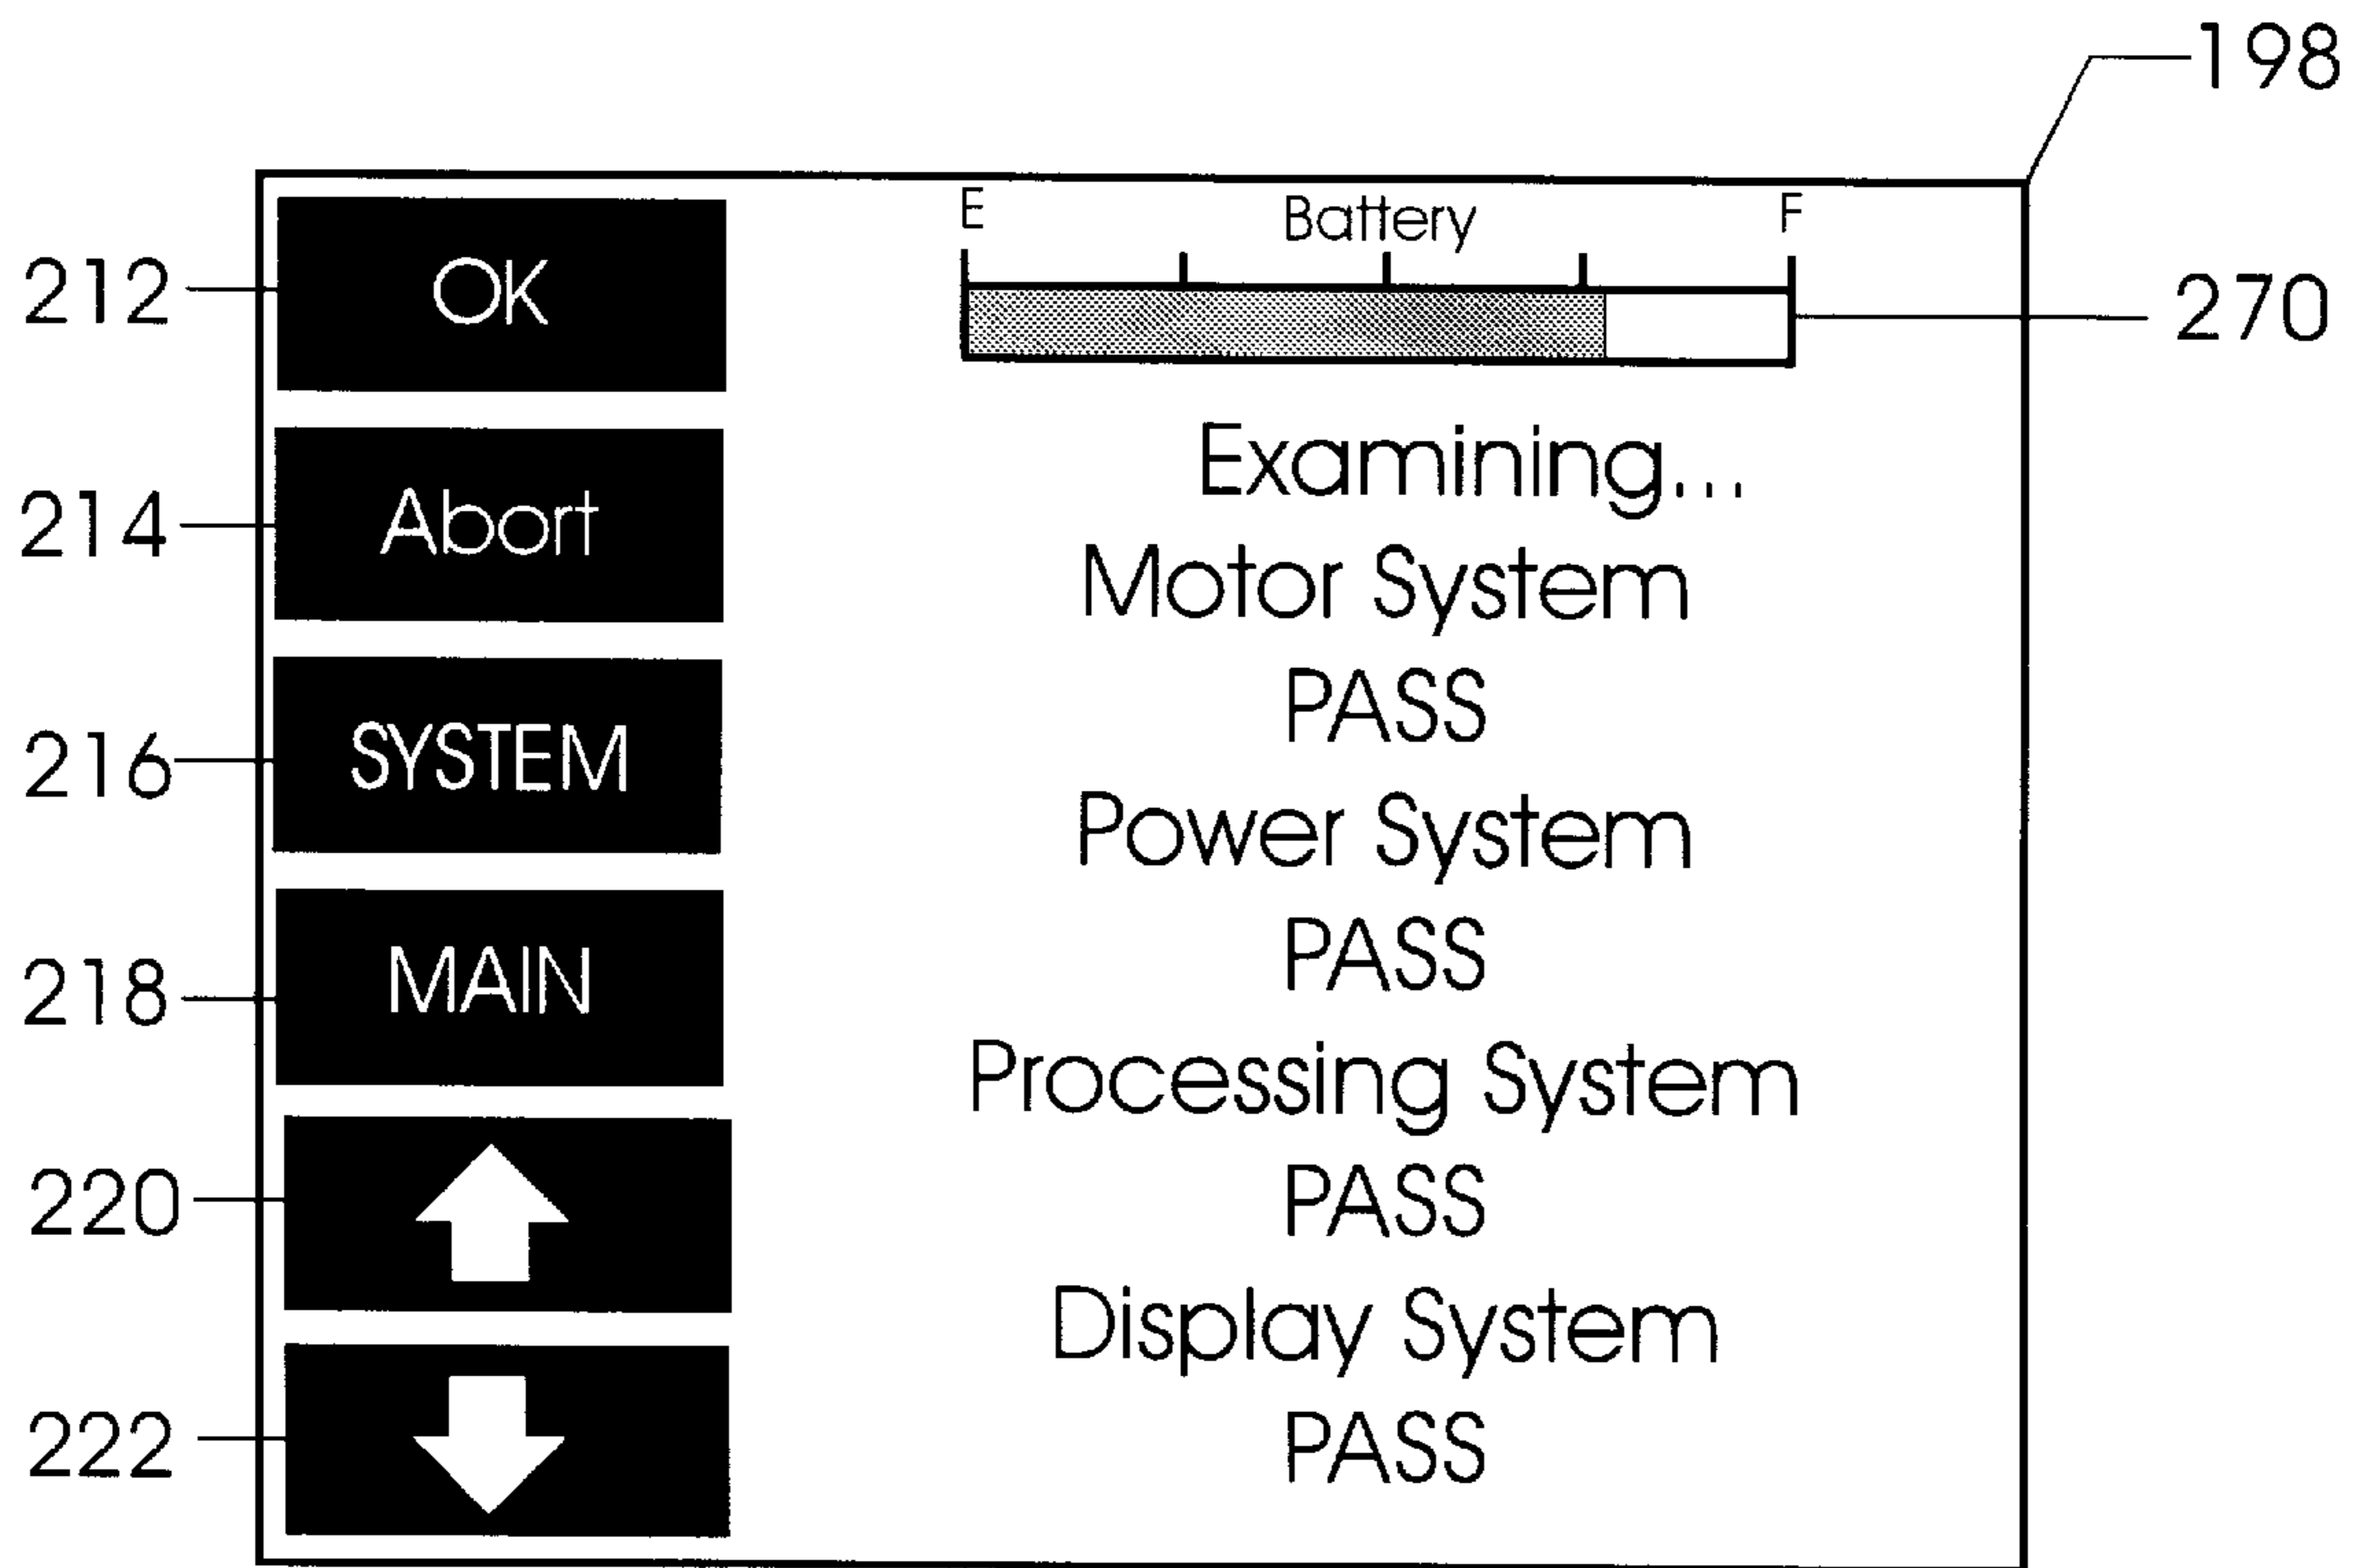 198
E Battery F
212 OK
270
Examining...
214 Abort
Motor System
PASS
216 SYSTEM
Power System
PASS
218 MAIN
Processing System
PASS
220
Display System
222
PASS